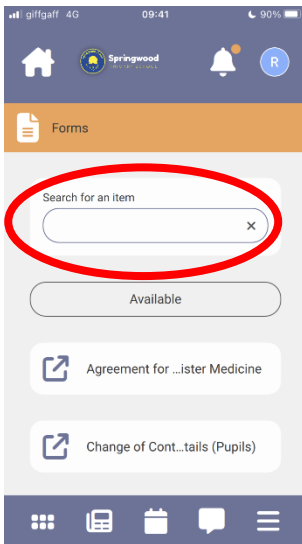 giffgaff 4G 09:41 90%
Springwood
R
Forms
Search for an item
×
Available
Agreement for ...ister Medicine
Change of Cont...tails (Pupils)